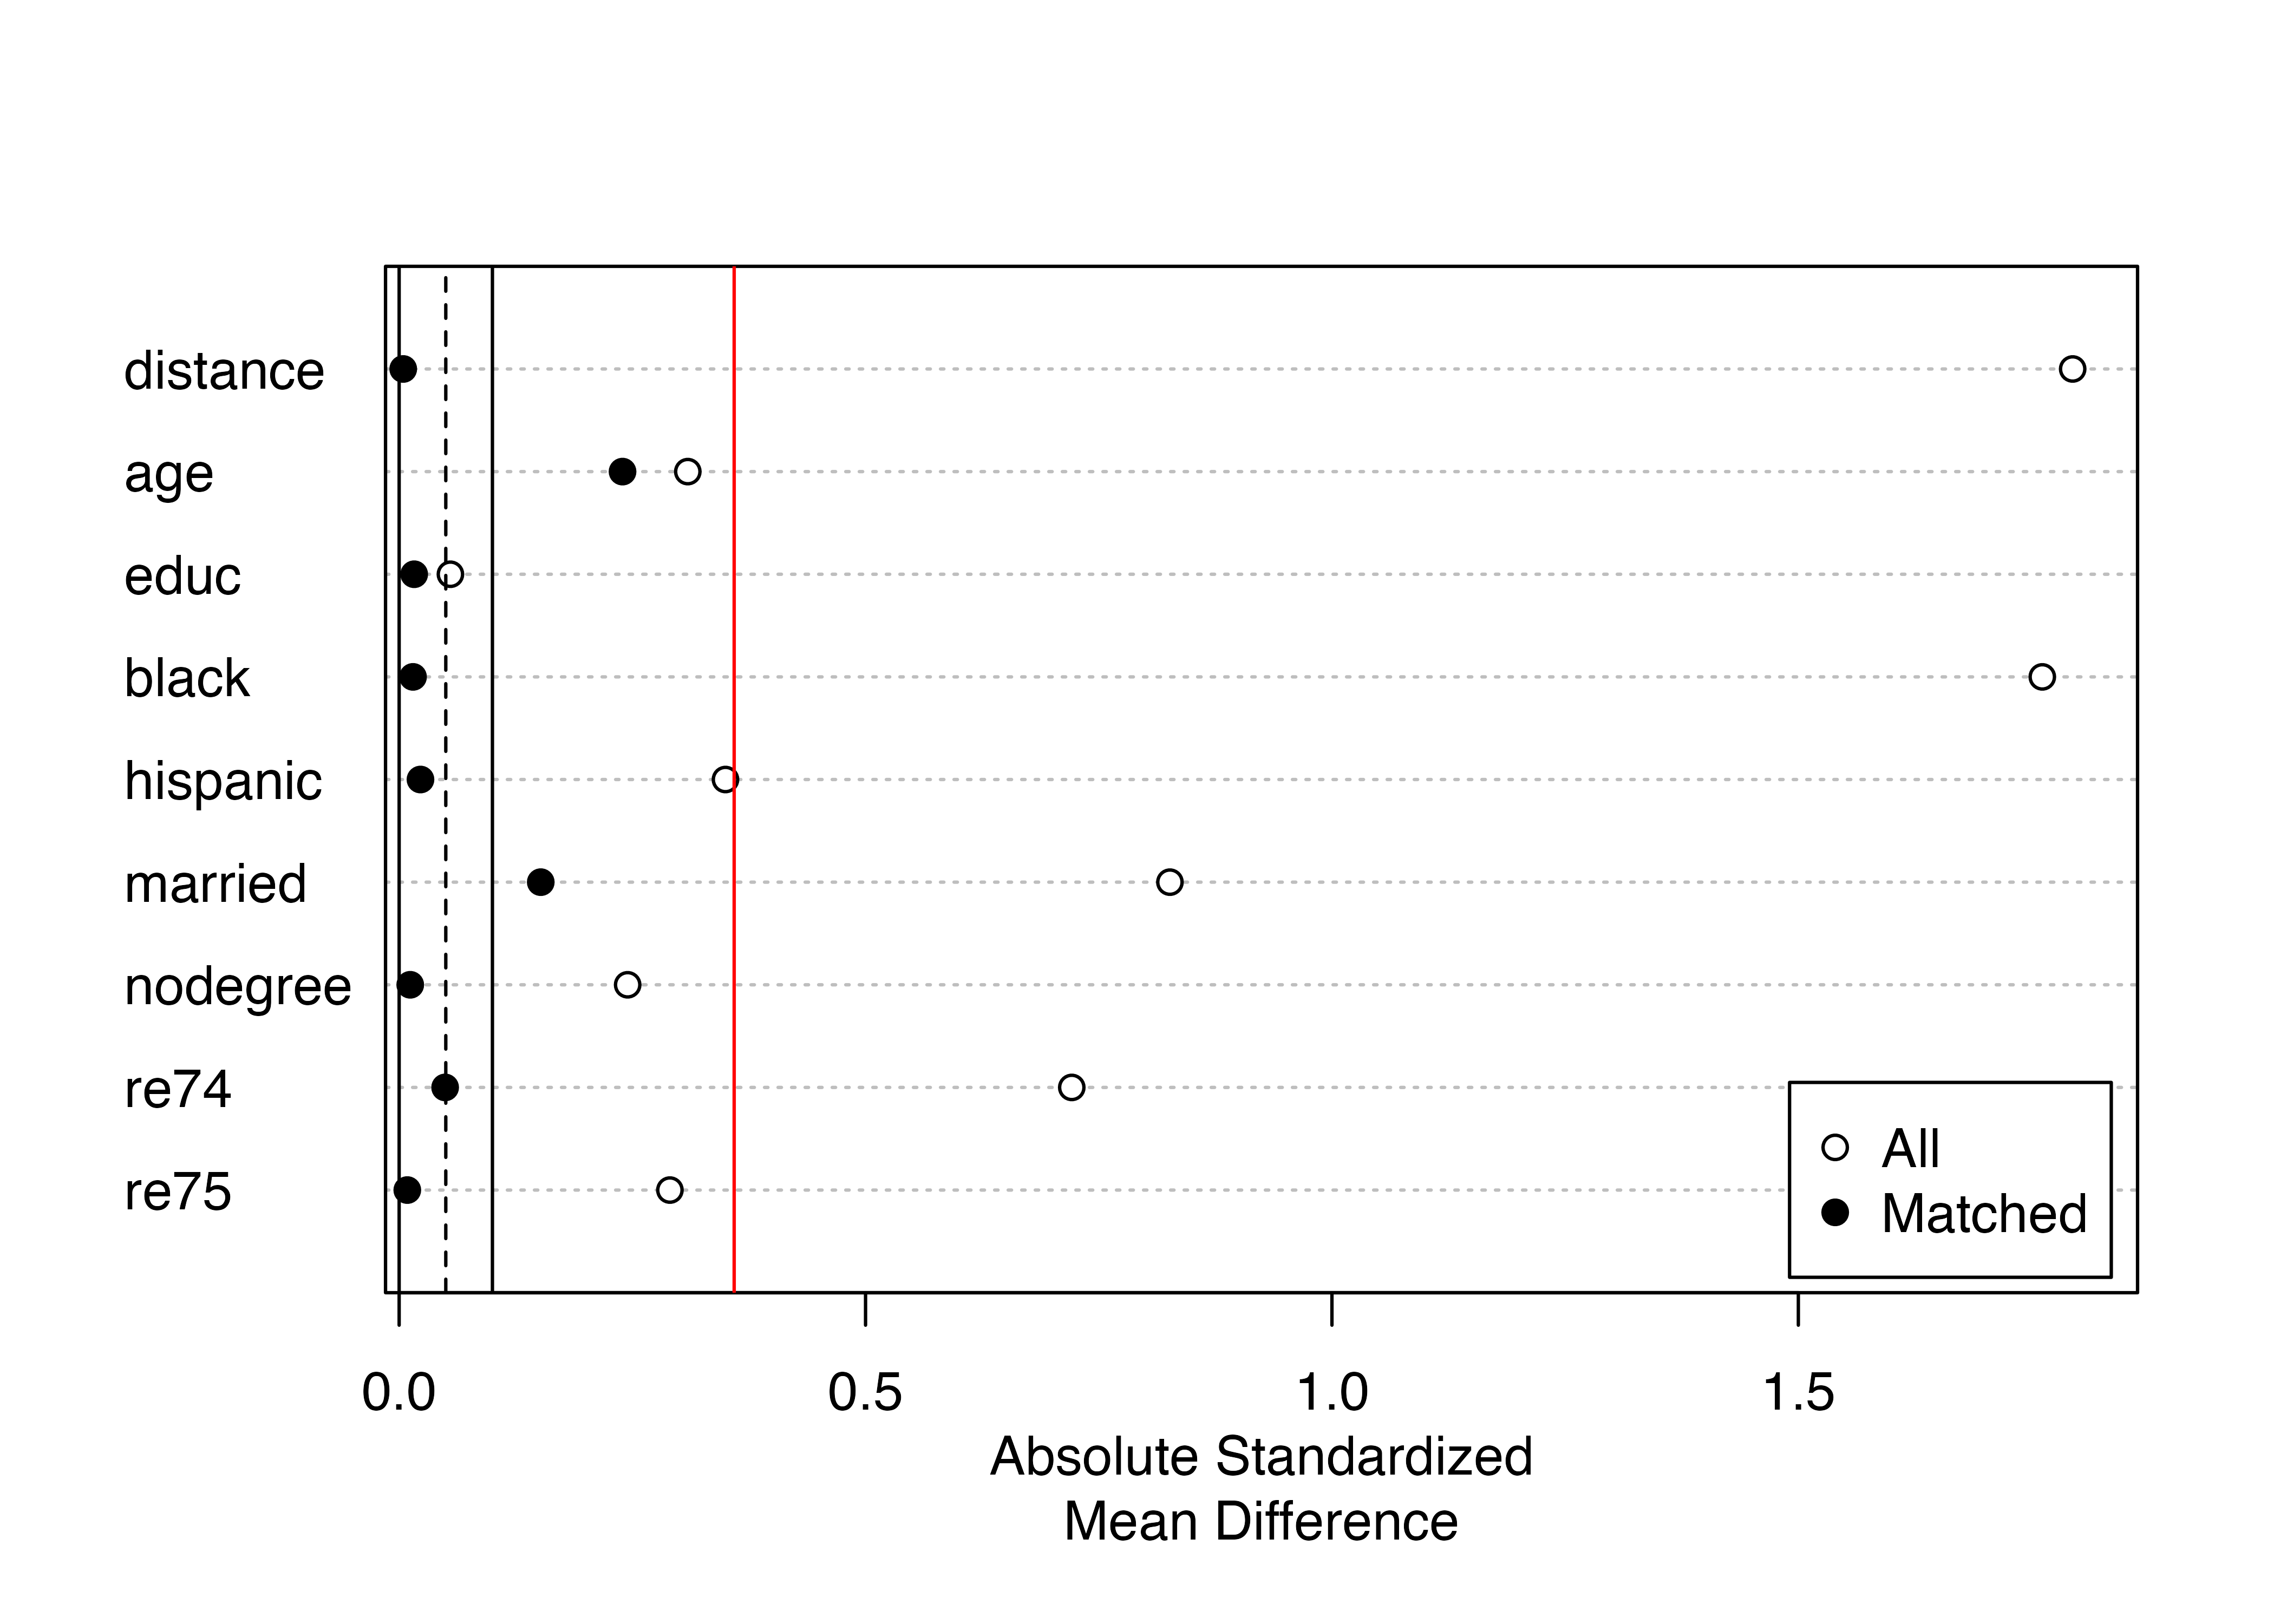 distance
age
educ
black
hispanic
married
nodegree
re74
re75
All
Matched
0.0 0.5 1.0 1.5
Absolute Standardized
Mean Difference